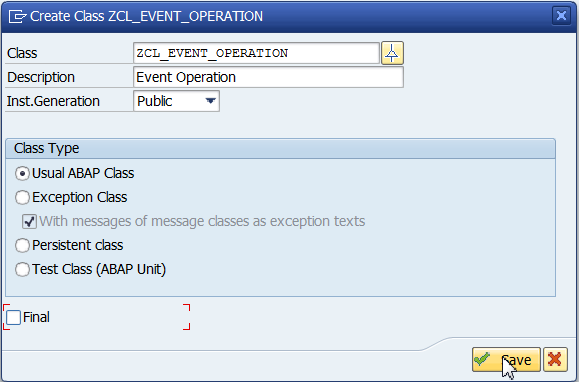 Create Class ZCL_EVENT_OPERATION
Class ZCL_EVENT_OPERATION
Description Event Operation
Inst.Generation Public
Class Type
Usual ABAP Class
Exception Class
With messages of message classes as exception texts
Persistent class
Test Class (ABAP Unit)
Final
Save